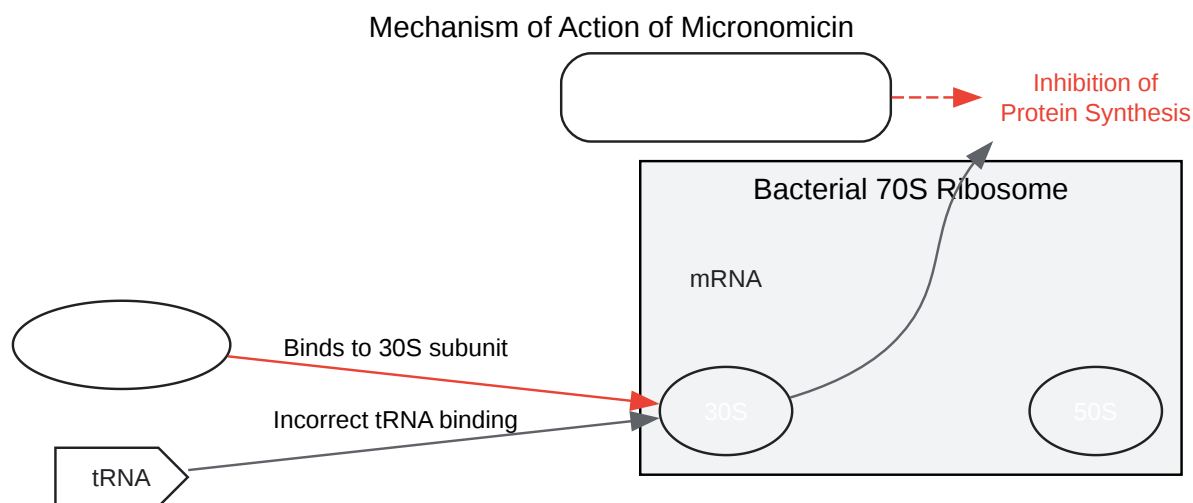 Mechanism of Action of Micronomicin
Inhibition of
Protein Synthesis
Bacterial 70S Ribosome
mRNA
Binds to 30S subunit
30S
50S
Incorrect tRNA binding
tRNA